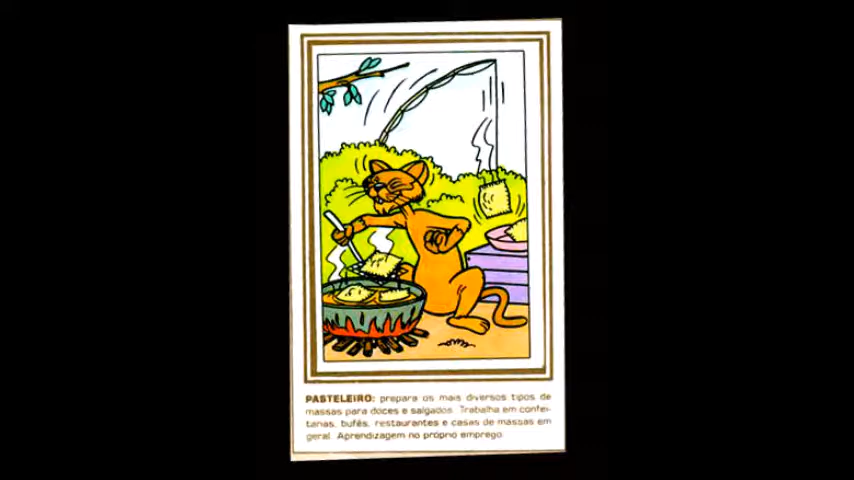 PASTELEIRO: prepara os mais diversos tipos de
massas para doces e salgados. Trabalha em confei-
tarias, bufês, restaurantes e casas de massas em
geral. Aprendizagem no próprio emprego.